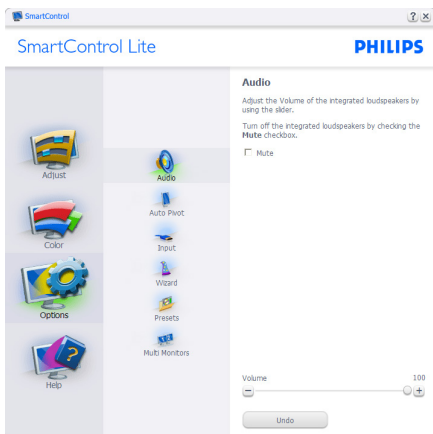 SmartControl
SmartControl Lite
PHILIPS
Adjust
Color
Options
Help
Audio
Auto Pivot
Input
Wizard
Presets
Multi Monitors
Audio
Adjust the Volume of the integrated loudspeakers by
using the slider.
Turn off the integrated loudspeakers by checking the
Mute checkbox.
Mute
Volume 100
Undo